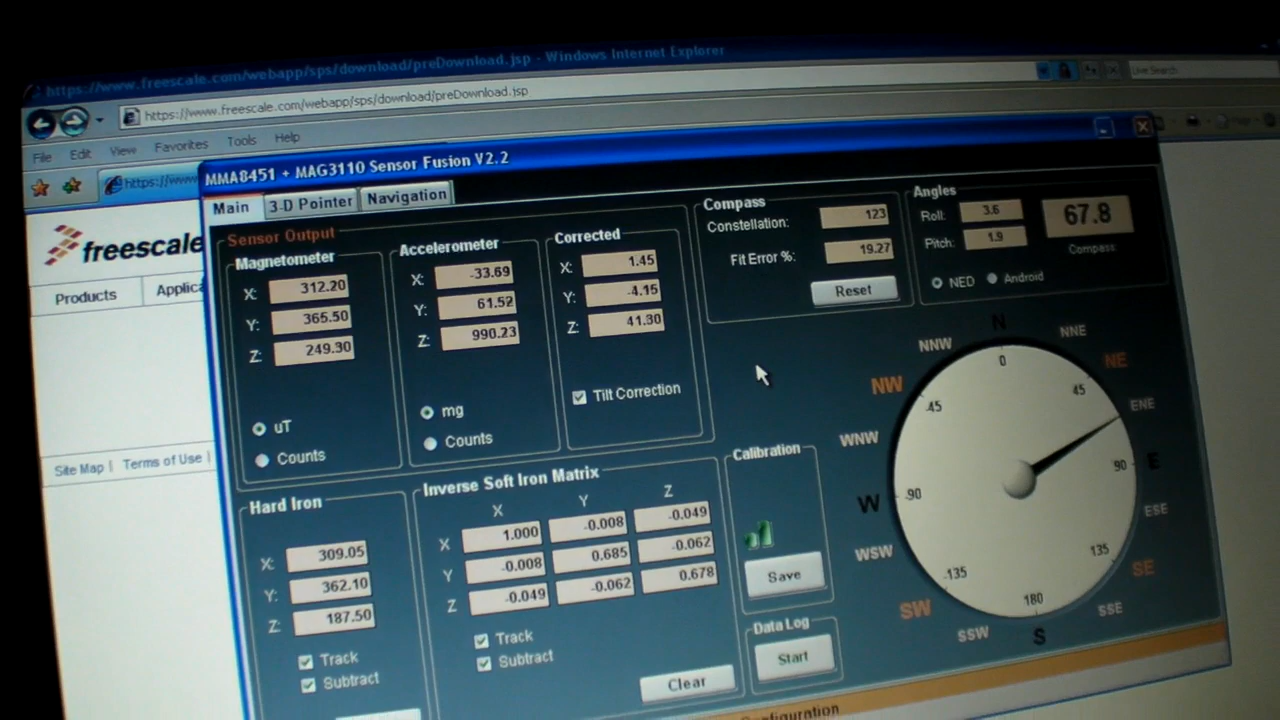 https://www.freescale.com/webapp/sps/download/preDownload.jsp - Windows Internet Explorer
https://www.freescale.com/webapp/sps/download/preDownload.jsp
Live Search
File Edit View Favorites Tools Help
https://www
freescale
Products Applica
Site Map | Terms of Use |
MMA8451 + MAG3110 Sensor Fusion V2.2
Main 3-D Pointer Navigation
Sensor Output
Magnetometer
X: 312.20
Y: 365.50
Z: 249.30
uT
Counts
Accelerometer
X: -33.69
Y: 61.52
Z: 990.23
mg
Counts
Corrected
X: 1.45
Y: -4.15
Z: 41.30
Tilt Correction
Compass
Constellation: 123
Fit Error %: 19.27
Reset
Angles
Roll: 3.6
Pitch: 1.9
67.8
Compass
NED Android
Hard Iron
X: 309.05
Y: 362.10
Z: 187.50
Track
Subtract
Inverse Soft Iron Matrix
X Y Z
X 1.000 -0.008 -0.049
Y -0.008 0.685 -0.062
Z -0.049 -0.062 0.678
Track
Subtract
Clear
Calibration
Save
Data Log
Start
N
NNW NNE
NW NE
0
-45 45
WNW ENE
W -90 90 E
WSW ESE
-135 135
SW SE
180
SSW SSE
S
Configuration